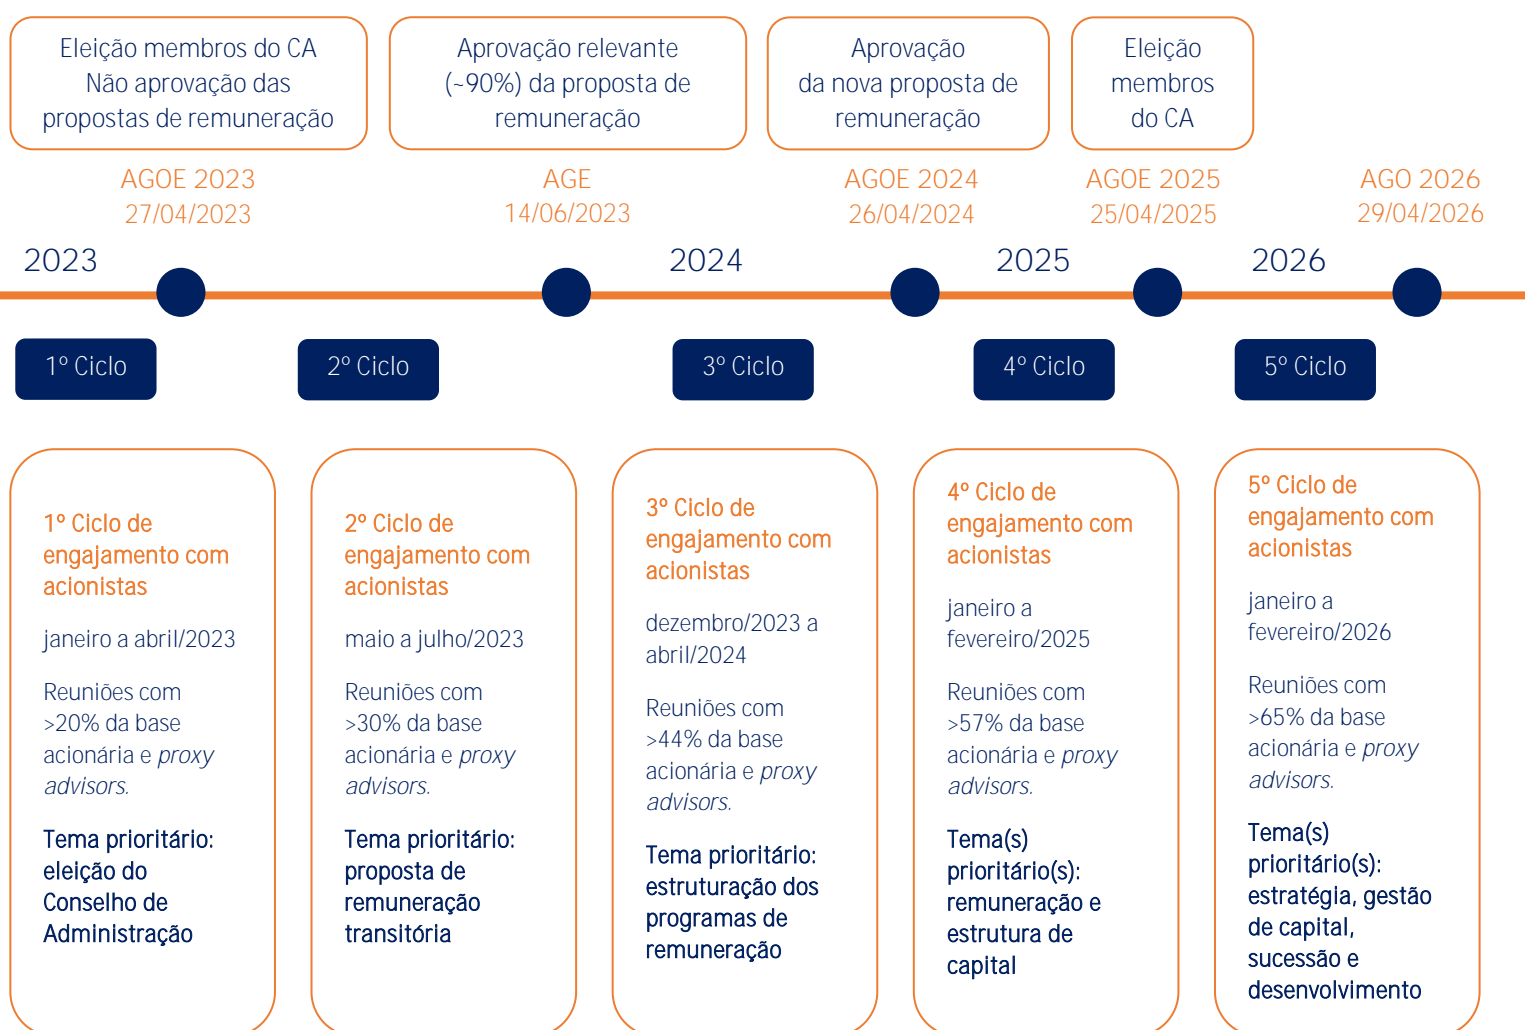 Eleição membros do CA
Não aprovação das
propostas de remuneração
Aprovação relevante
(~90%) da proposta de
remuneração
Aprovação
da nova proposta de
remuneração
Eleição
membros
do CA
AGOE 2023
27/04/2023
AGE
14/06/2023
AGOE 2024
26/04/2024
AGOE 2025
25/04/2025
AGO 2026
29/04/2026
2023
2024
2025
2026
1º Ciclo
2º Ciclo
3º Ciclo
4º Ciclo
5º Ciclo
1º Ciclo de
engajamento com
acionistas
janeiro a abril/2023
Reuniões com
>20% da base
acionária e proxy
advisors.
Tema prioritário:
eleição do
Conselho de
Administração
2º Ciclo de
engajamento com
acionistas
maio a julho/2023
Reuniões com
>30% da base
acionária e proxy
advisors.
Tema prioritário:
proposta de
remuneração
transitória
3º Ciclo de
engajamento com
acionistas
dezembro/2023 a
abril/2024
Reuniões com
>44% da base
acionária e proxy
advisors.
Tema prioritário:
estruturação dos
programas de
remuneração
4º Ciclo de
engajamento com
acionistas
janeiro a
fevereiro/2025
Reuniões com
>57% da base
acionária e proxy
advisors.
Tema(s)
prioritário(s):
remuneração e
estrutura de
capital
5º Ciclo de
engajamento com
acionistas
janeiro a
fevereiro/2026
Reuniões com
>65% da base
acionária e proxy
advisors.
Tema(s)
prioritário(s):
estratégia, gestão
de capital,
sucessão e
desenvolvimento